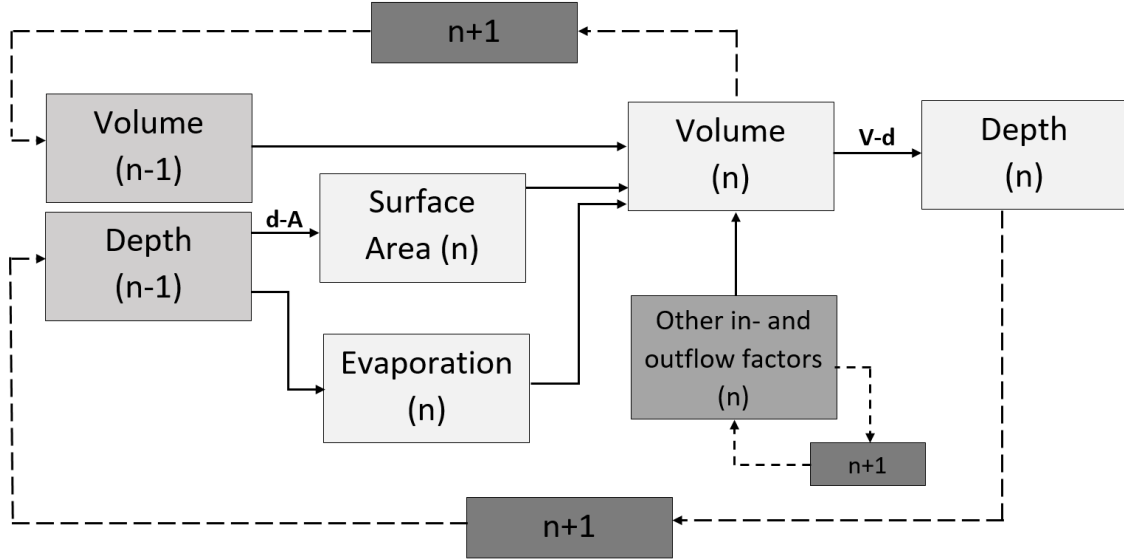 n+1
Volume
(n-1)
Volume
(n)
V-d
Depth
(n)
Depth
(n-1)
d-A
Surface
Area (n)
Evaporation
(n)
Other in- and
outflow factors
(n)
n+1
n+1